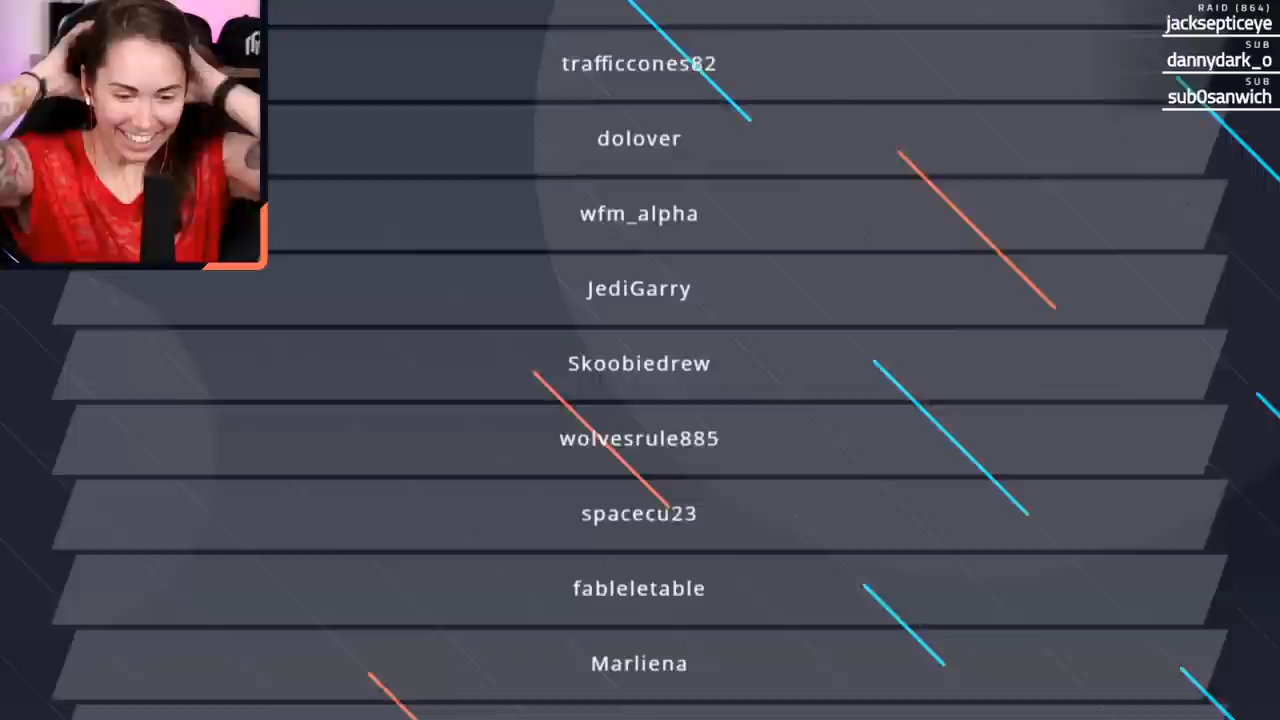 RAID (864)
jacksepticeye
SUB
dannydark_o
SUB
sub0sanwich
trafficcones82
dolover
wfm_alpha
JediGarry
Skoobiedrew
wolvesrule885
spacecu23
fableletable
Marliena